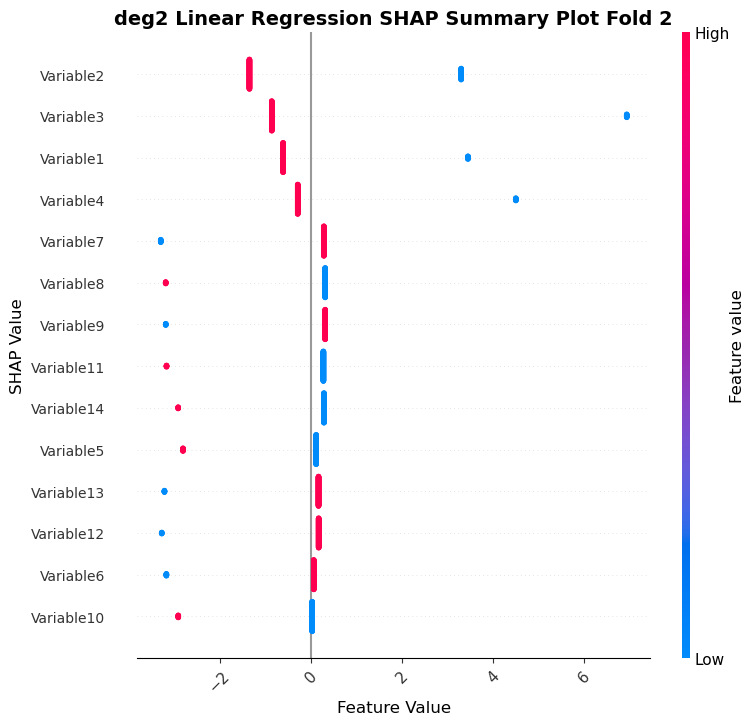 deg2 Linear Regression SHAP Summary Plot Fold 2
High
Variable2
Variable3
Variable1
Variable4
Variable7
Variable8
Variable9
Variable11
Variable14
Variable5
Variable13
Variable12
Variable6
Variable10
SHAP Value
Feature value
Low
−2
0
2
4
6
Feature Value